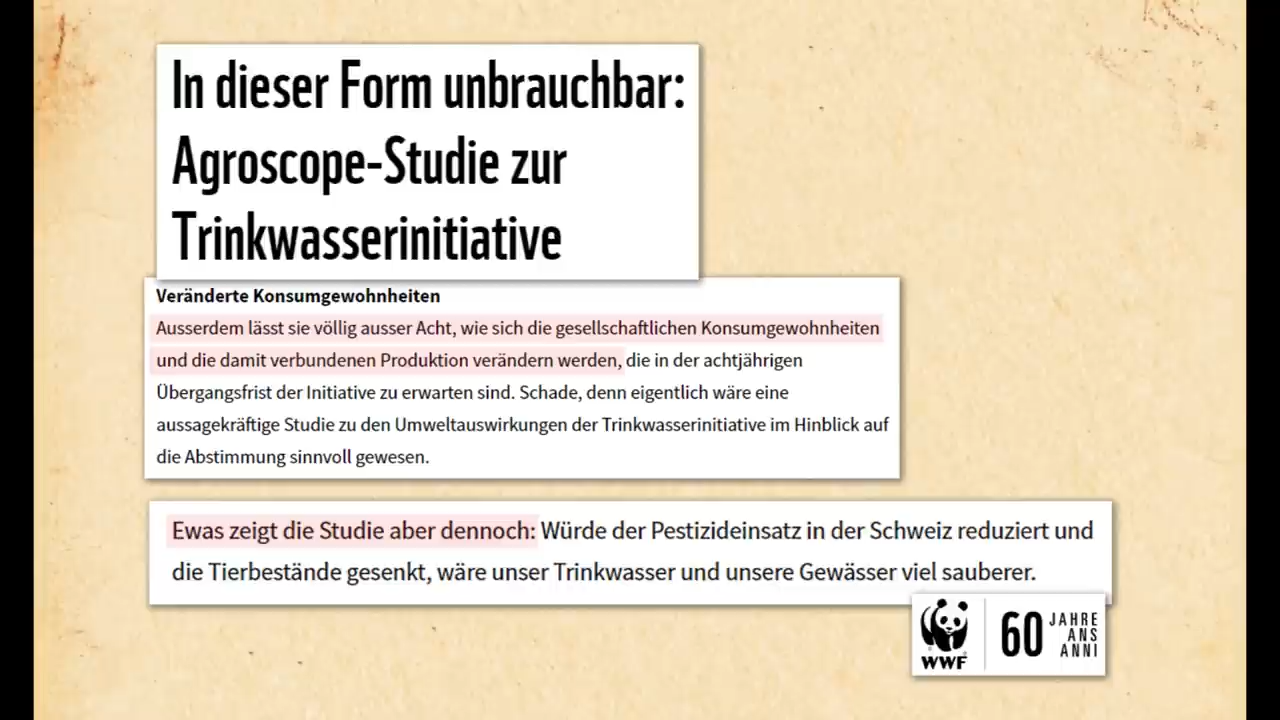 In dieser Form unbrauchbar:
Agroscope-Studie zur
Trinkwasserinitiative
Veränderte Konsumgewohnheiten
Ausserdem lässt sie völlig ausser Acht, wie sich die gesellschaftlichen Konsumgewohnheiten
und die damit verbundenen Produktion verändern werden, die in der achtjährigen
Übergangsfrist der Initiative zu erwarten sind. Schade, denn eigentlich wäre eine
aussagekräftige Studie zu den Umweltauswirkungen der Trinkwasserinitiative im Hinblick auf
die Abstimmung sinnvoll gewesen.
Ewas zeigt die Studie aber dennoch: Würde der Pestizideinsatz in der Schweiz reduziert und
die Tierbestände gesenkt, wäre unser Trinkwasser und unsere Gewässer viel sauberer.
WWF
60
JAHRE
ANS
ANNI